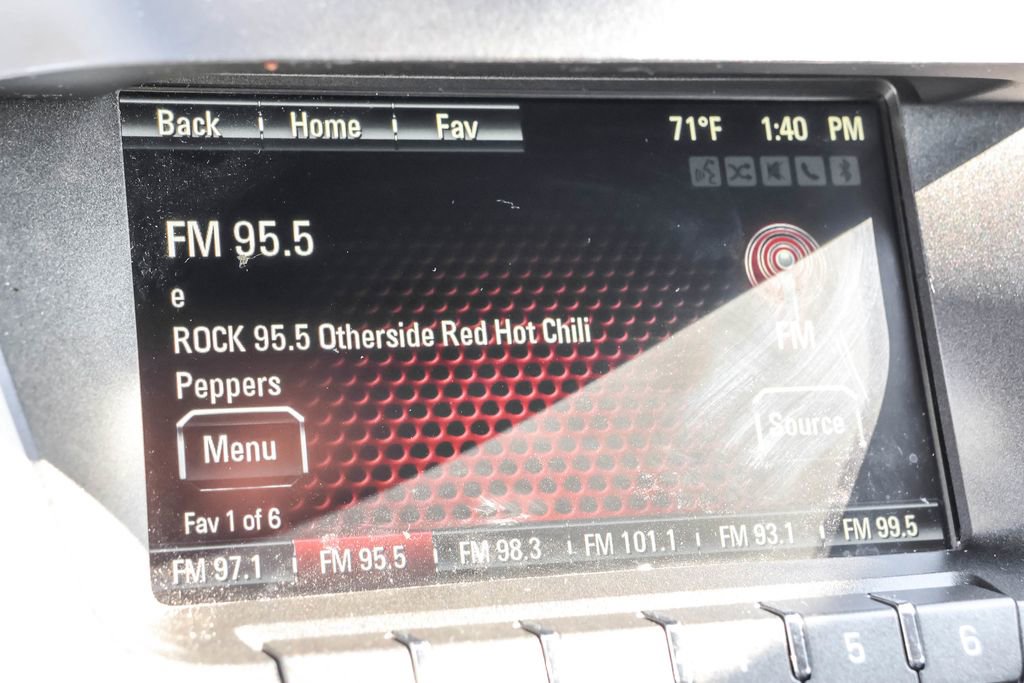 Back Home Fav 71°F 1:40 PM
FM 95.5
e
ROCK 95.5 Otherside Red Hot Chili
Peppers
FM
Menu
Source
Fav 1 of 6
FM 97.1 FM 95.5 FM 98.3 FM 101.1 FM 93.1 FM 99.5
5 6